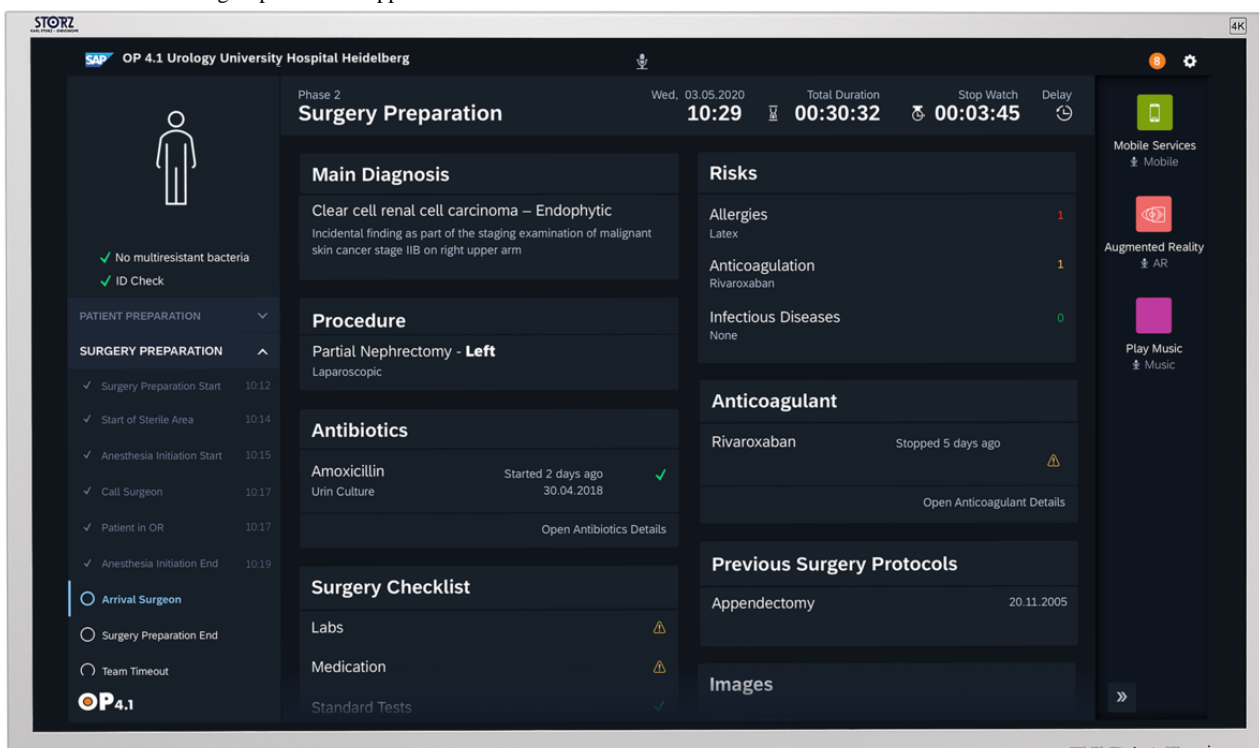 STORZ
KARL STORZ - ENDOSKOPE
4K
SAP OP 4.1 Urology University Hospital Heidelberg
8
Phase 2
Surgery Preparation
Wed, 03.05.2020
10:29
Total Duration
00:30:32
Stop Watch
00:03:45
Delay
No multiresistant bacteria
ID Check
PATIENT PREPARATION
SURGERY PREPARATION
Surgery Preparation Start 10:12
Start of Sterile Area 10:14
Anesthesia Initiation Start 10:15
Call Surgeon 10:17
Patient in OR 10:17
Anesthesia Initiation End 10:19
Arrival Surgeon
Surgery Preparation End
Team Timeout
OP4.1
Main Diagnosis
Clear cell renal cell carcinoma – Endophytic
Incidental finding as part of the staging examination of malignant
skin cancer stage IIB on right upper arm
Procedure
Partial Nephrectomy - Left
Laparoscopic
Antibiotics
Amoxicillin Started 2 days ago
Urin Culture 30.04.2018
Open Antibiotics Details
Surgery Checklist
Labs
Medication
Standard Tests
Risks
Allergies 1
Latex
Anticoagulation 1
Rivaroxaban
Infectious Diseases 0
None
Anticoagulant
Rivaroxaban Stopped 5 days ago
Open Anticoagulant Details
Previous Surgery Protocols
Appendectomy 20.11.2005
Images
Mobile Services
Mobile
Augmented Reality
AR
Play Music
Music